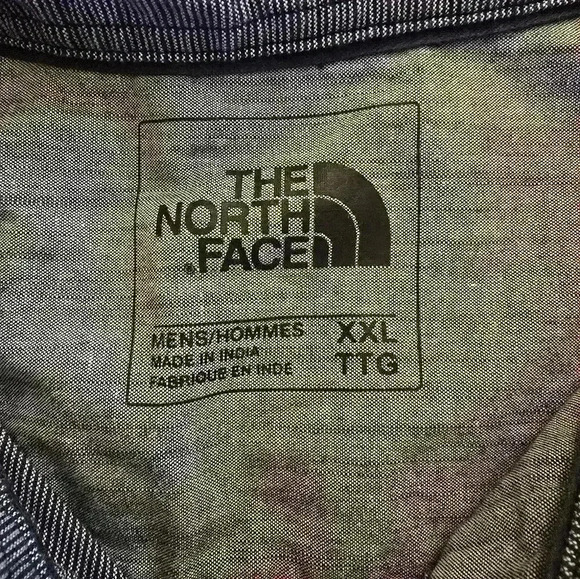 THE
NORTH
®FACE
MENS/HOMMES XXL
MADE IN INDIA TTG
FABRIQUE EN INDE